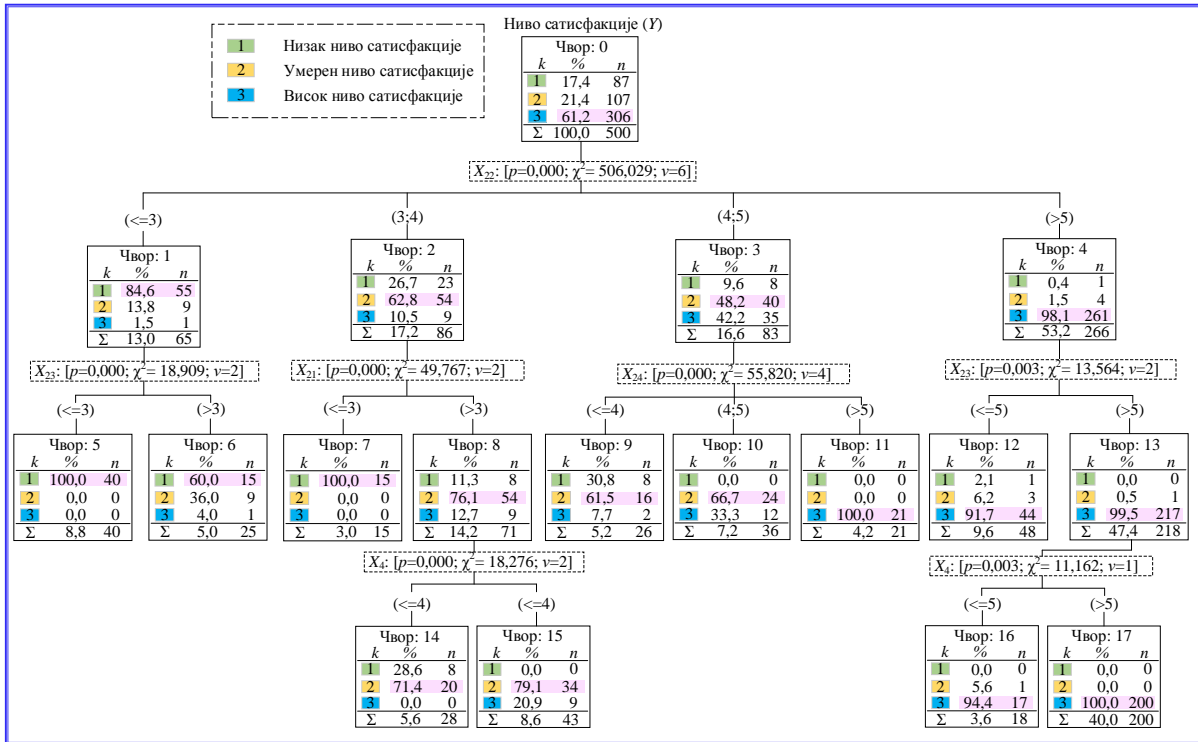 Ниво сатисфакције (Y)
1 Низак ниво сатисфакције
2 Умерен ниво сатисфакције
3 Висок ниво сатисфакције
Чвор: 0
k % n
1 17,4 87
2 21,4 107
3 61,2 306
Σ 100,0 500
X22: [p=0,000; χ²= 506,029; ν=6]
(<=3) (3;4) (4;5) (>5)
Чвор: 1
k % n
1 84,6 55
2 13,8 9
3 1,5 1
Σ 13,0 65
Чвор: 2
k % n
1 26,7 23
2 62,8 54
3 10,5 9
Σ 17,2 86
Чвор: 3
k % n
1 9,6 8
2 48,2 40
3 42,2 35
Σ 16,6 83
Чвор: 4
k % n
1 0,4 1
2 1,5 4
3 98,1 261
Σ 53,2 266
X23: [p=0,000; χ²= 18,909; ν=2]
X21: [p=0,000; χ²= 49,767; ν=2]
X24: [p=0,000; χ²= 55,820; ν=4]
X23: [p=0,003; χ²= 13,564; ν=2]
(<=3) (>3) (<=3) (>3) (<=4) (4;5) (>5) (<=5) (>5)
Чвор: 5
k % n
1 100,0 40
2 0,0 0
3 0,0 0
Σ 8,8 40
Чвор: 6
k % n
1 60,0 15
2 36,0 9
3 4,0 1
Σ 5,0 25
Чвор: 7
k % n
1 100,0 15
2 0,0 0
3 0,0 0
Σ 3,0 15
Чвор: 8
k % n
1 11,3 8
2 76,1 54
3 12,7 9
Σ 14,2 71
Чвор: 9
k % n
1 30,8 8
2 61,5 16
3 7,7 2
Σ 5,2 26
Чвор: 10
k % n
1 0,0 0
2 66,7 24
3 33,3 12
Σ 7,2 36
Чвор: 11
k % n
1 0,0 0
2 0,0 0
3 100,0 21
Σ 4,2 21
Чвор: 12
k % n
1 2,1 1
2 6,2 3
3 91,7 44
Σ 9,6 48
Чвор: 13
k % n
1 0,0 0
2 0,5 1
3 99,5 217
Σ 47,4 218
X4: [p=0,000; χ²= 18,276; ν=2]
X4: [p=0,003; χ²= 11,162; ν=1]
(<=4) (<=4) (<=5) (>5)
Чвор: 14
k % n
1 28,6 8
2 71,4 20
3 0,0 0
Σ 5,6 28
Чвор: 15
k % n
1 0,0 0
2 79,1 34
3 20,9 9
Σ 8,6 43
Чвор: 16
k % n
1 0,0 0
2 5,6 1
3 94,4 17
Σ 3,6 18
Чвор: 17
k % n
1 0,0 0
2 0,0 0
3 100,0 200
Σ 40,0 200